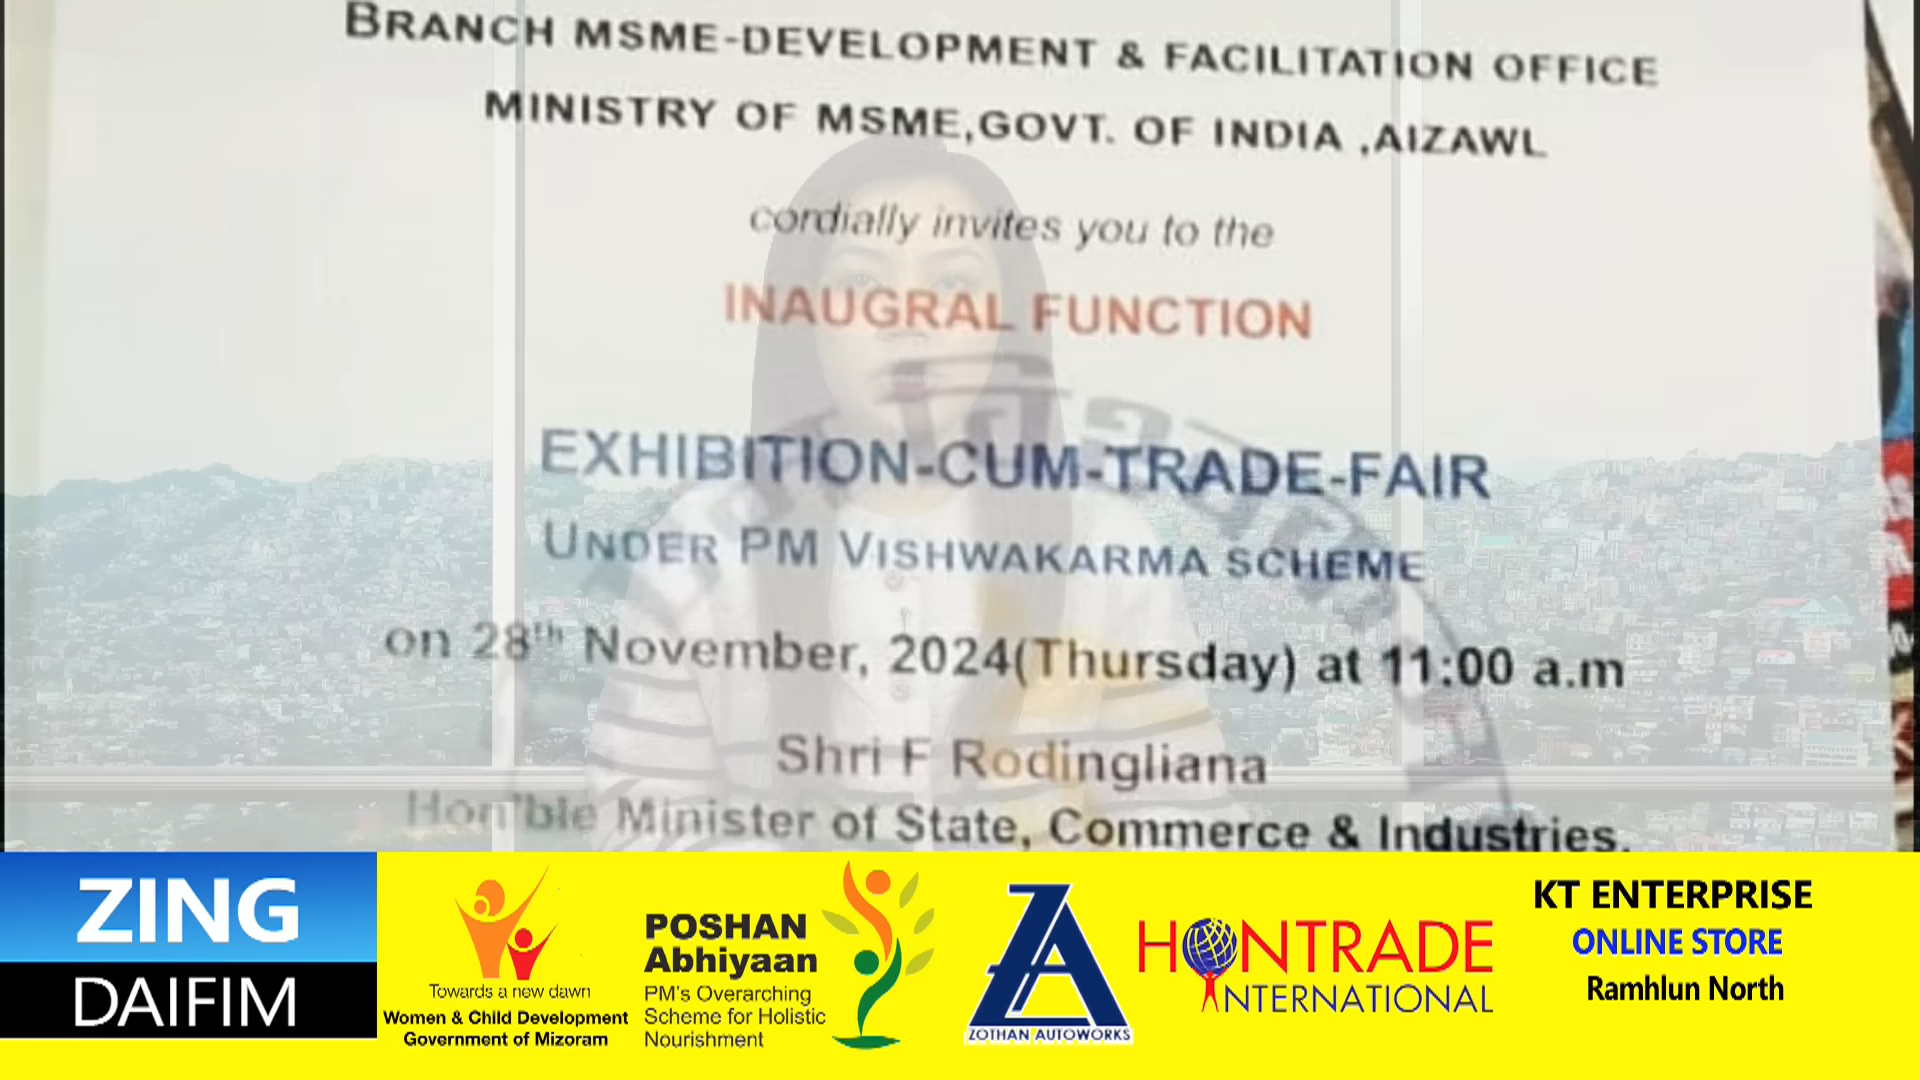 BRANCH MSME-DEVELOPMENT & FACILITATION OFFICE
MINISTRY OF MSME,GOVT. OF INDIA ,AIZAWL
cordially invites you to the
INAUGRAL FUNCTION
EXHIBITION-CUM-TRADE-FAIR
UNDER PM VISHWAKARMA SCHEME
on 28th November, 2024(Thursday) at 11:00 a.m
Shri F Rodingliana
Hon'ble Minister of State, Commerce & Industries.
ZING
DAIFIM
Towards a new dawn
Women & Child Development
Government of Mizoram
POSHAN
Abhiyaan
PM's Overarching
Scheme for Holistic
Nourishment
ZA
ZOTHAN AUTOWORKS
HONTRADE
INTERNATIONAL
KT ENTERPRISE
ONLINE STORE
Ramhlun North